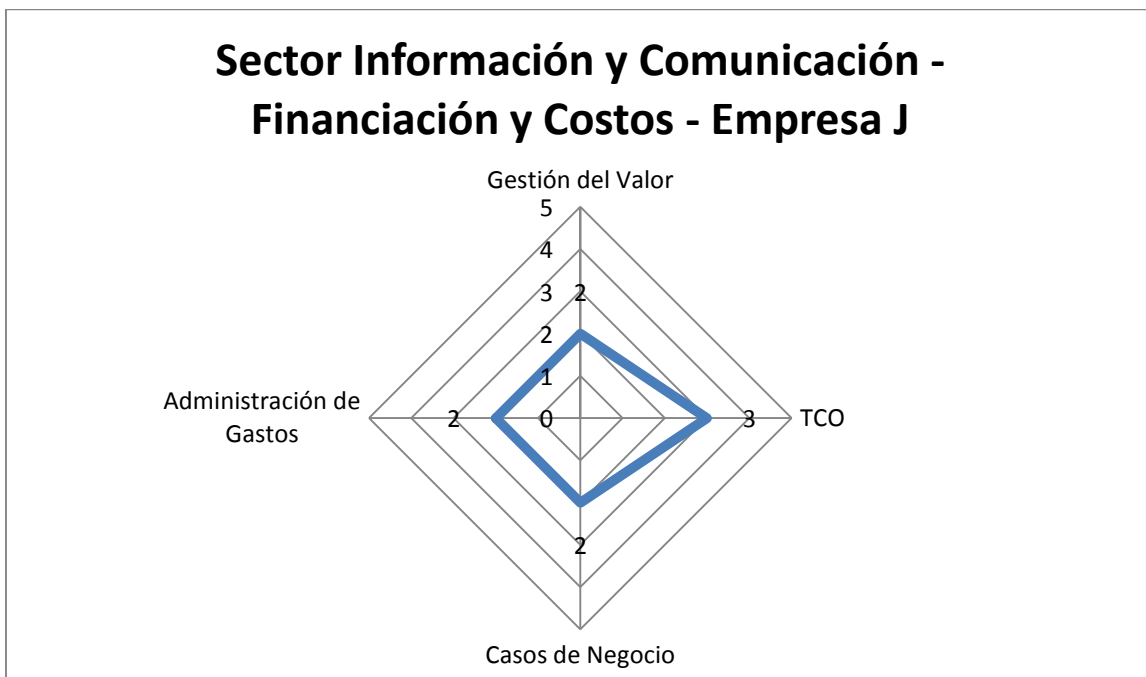 Sector Información y Comunicación -
Financiación y Costos - Empresa J
Gestión del Valor
5
4
3 2
2
1
Administración de
Gastos
2 0 3 TCO
2
Casos de Negocio